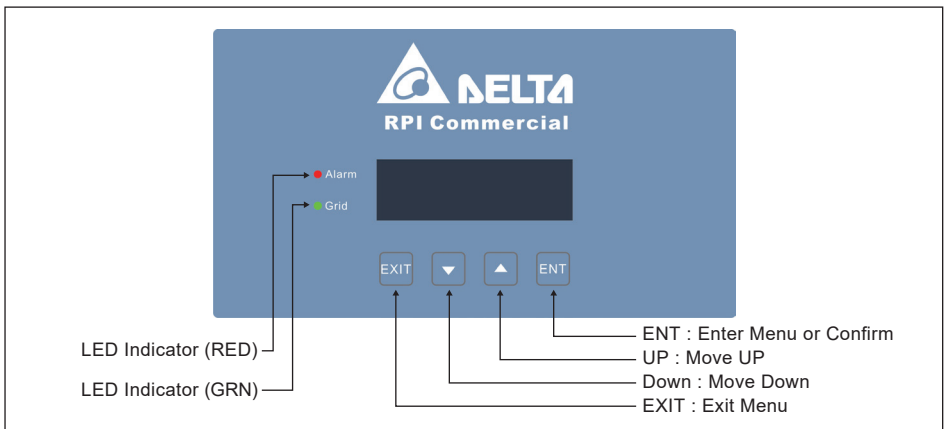 DELTA
RPI Commercial
Alarm
Grid
EXIT
ENT
LED Indicator (RED)
LED Indicator (GRN)
ENT : Enter Menu or Confirm
UP : Move UP
Down : Move Down
EXIT : Exit Menu